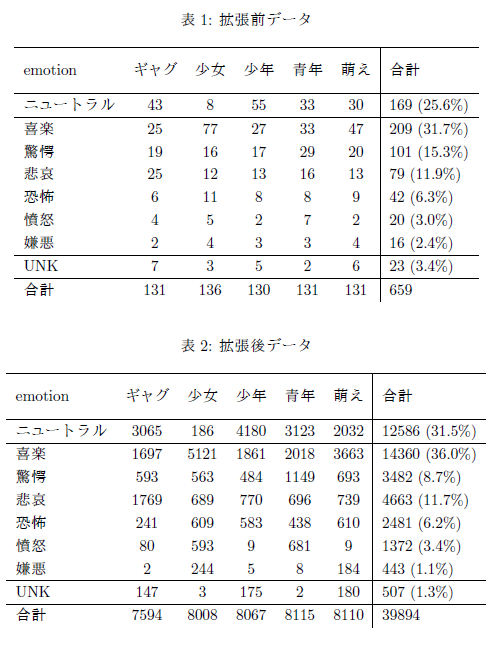 表 1: 拡張前データ
emotion ギャグ 少女 少年 青年 萌え 合計
ニュートラル 43 8 55 33 30 169 (25.6%)
喜楽 25 77 27 33 47 209 (31.7%)
驚愕 19 16 17 29 20 101 (15.3%)
悲哀 25 12 13 16 13 79 (11.9%)
恐怖 6 11 8 8 9 42 (6.3%)
憤怒 4 5 2 7 2 20 (3.0%)
嫌悪 2 4 3 3 4 16 (2.4%)
UNK 7 3 5 2 6 23 (3.4%)
合計 131 136 130 131 131 659
表 2: 拡張後データ
emotion ギャグ 少女 少年 青年 萌え 合計
ニュートラル 3065 186 4180 3123 2032 12586 (31.5%)
喜楽 1697 5121 1861 2018 3663 14360 (36.0%)
驚愕 593 563 484 1149 693 3482 (8.7%)
悲哀 1769 689 770 696 739 4663 (11.7%)
恐怖 241 609 583 438 610 2481 (6.2%)
憤怒 80 593 9 681 9 1372 (3.4%)
嫌悪 2 244 5 8 184 443 (1.1%)
UNK 147 3 175 2 180 507 (1.3%)
合計 7594 8008 8067 8115 8110 39894